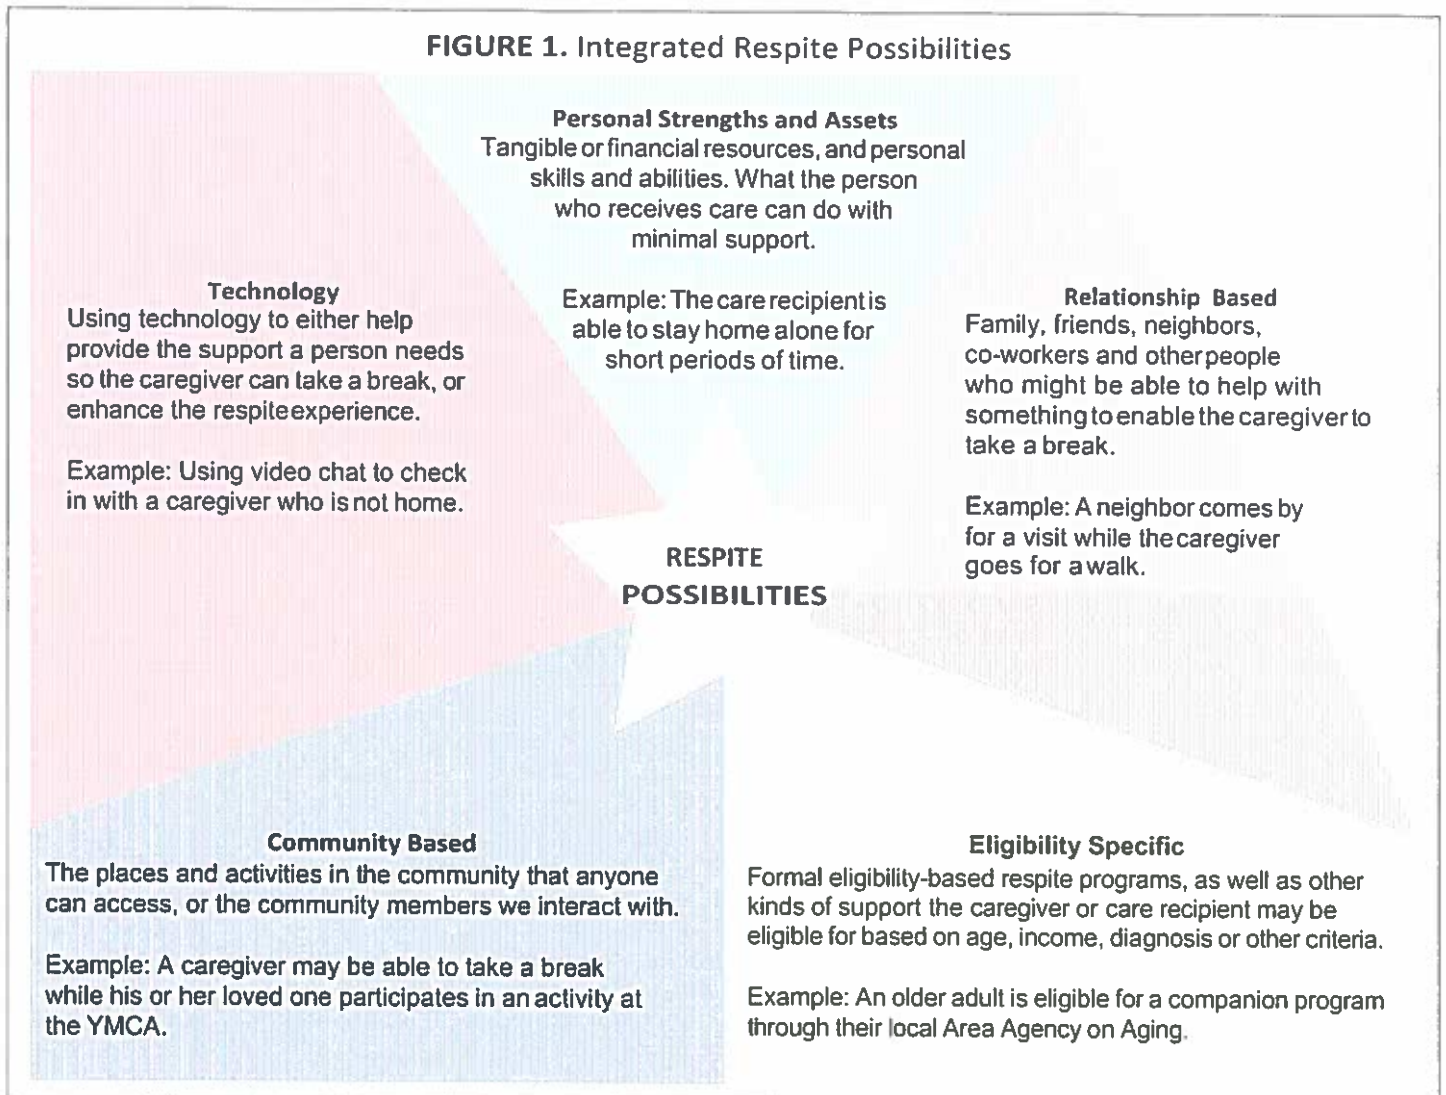 FIGURE 1. Integrated Respite Possibilities
Personal Strengths and Assets
Tangible or financial resources, and personal
skills and abilities. What the person
who receives care can do with
minimal support.
Example: The care recipient is
able to stay home alone for
short periods of time.
Technology
Using technology to either help
provide the support a person needs
so the caregiver can take a break, or
enhance the respite experience.
Example: Using video chat to check
in with a caregiver who is not home.
Relationship Based
Family, friends, neighbors,
co-workers and other people
who might be able to help with
something to enable the caregiver to
take a break.
Example: A neighbor comes by
for a visit while the caregiver
goes for a walk.
RESPITE
POSSIBILITIES
Community Based
The places and activities in the community that anyone
can access, or the community members we interact with.
Example: A caregiver may be able to take a break
while his or her loved one participates in an activity at
the YMCA.
Eligibility Specific
Formal eligibility-based respite programs, as well as other
kinds of support the caregiver or care recipient may be
eligible for based on age, income, diagnosis or other criteria.
Example: An older adult is eligible for a companion program
through their local Area Agency on Aging.